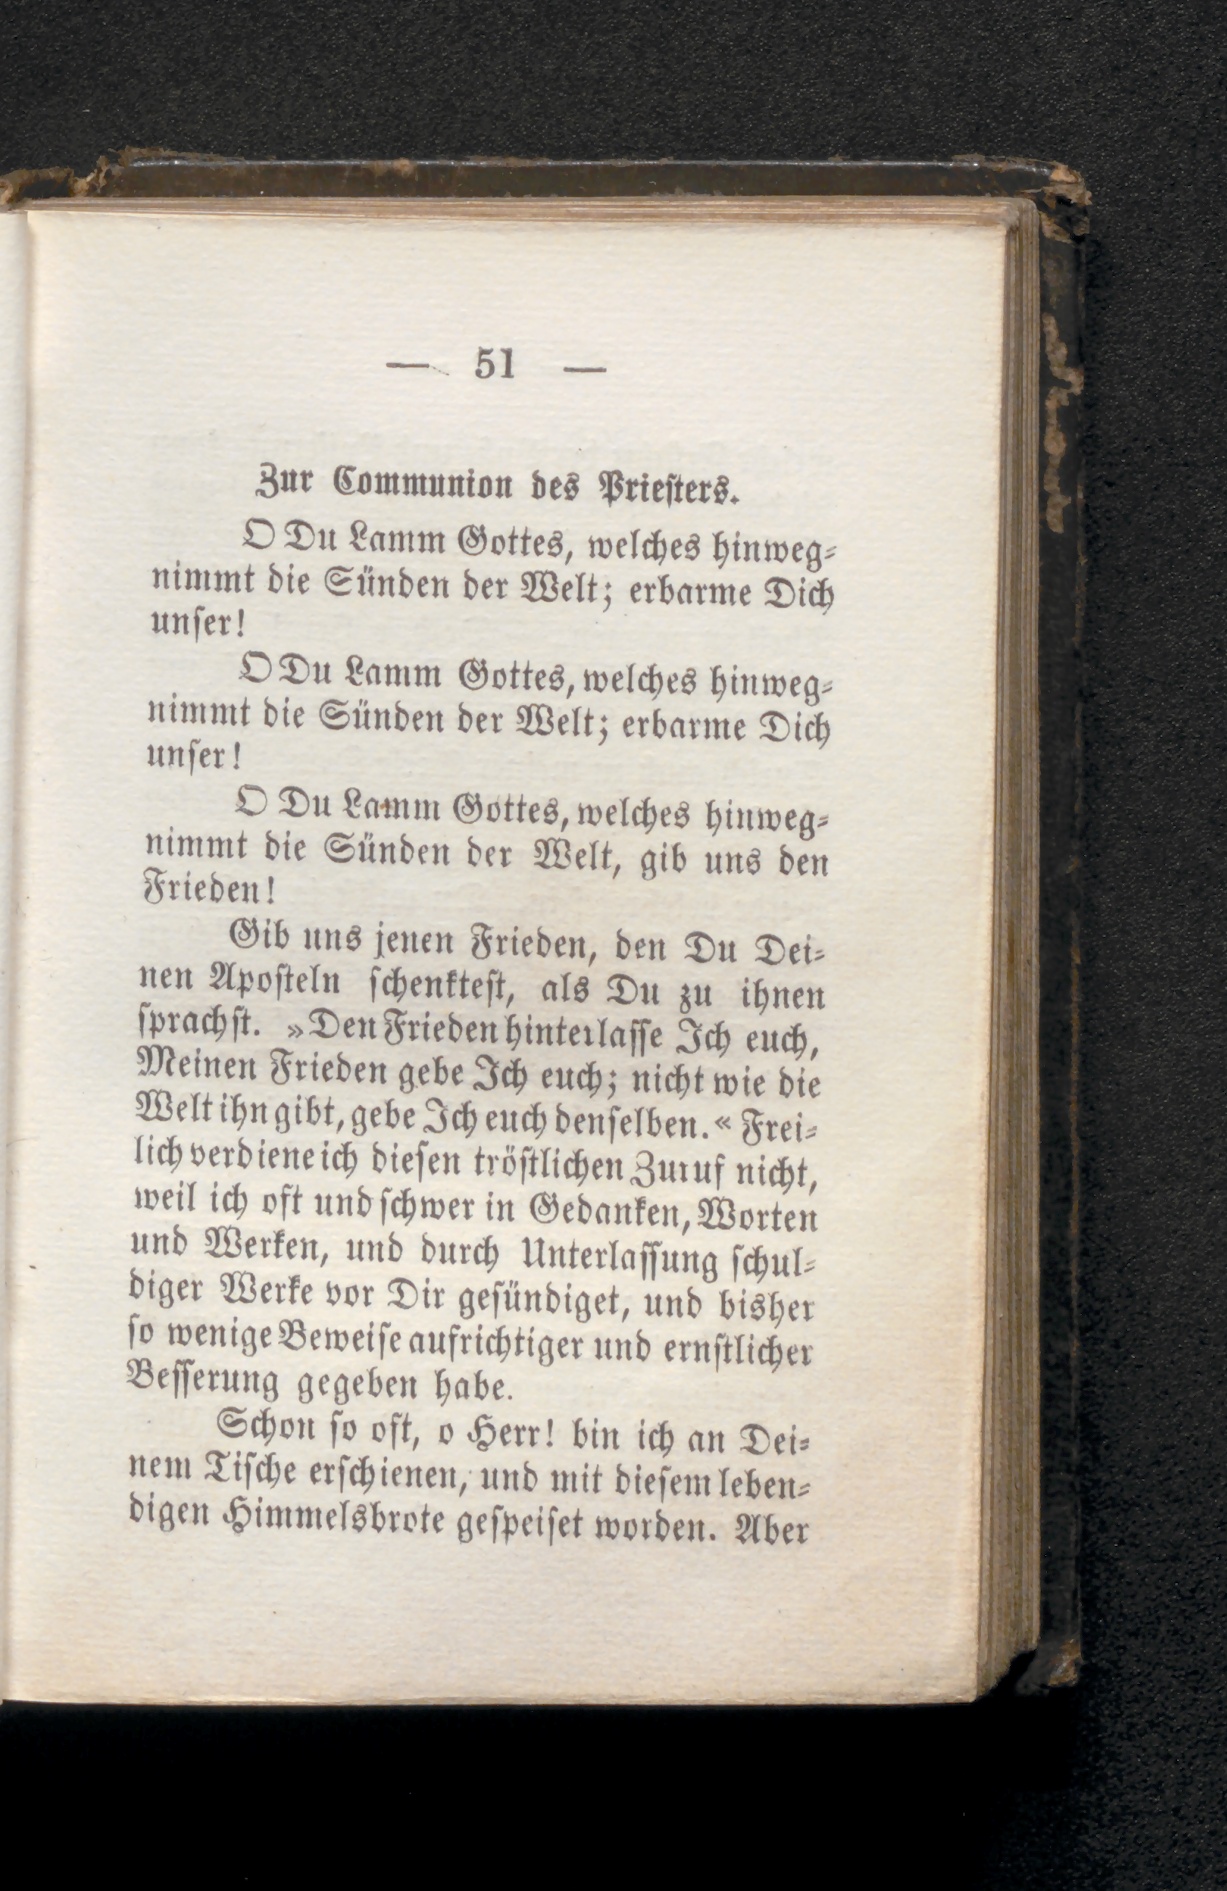 — 51 —
Zur Communion des Priesters.
O Du Lamm Gottes, welches hinweg-
nimmt die Sünden der Welt; erbarme Dich
unser!
O Du Lamm Gottes, welches hinweg-
nimmt die Sünden der Welt; erbarme Dich
unser!
O Du Lamm Gottes, welches hinweg-
nimmt die Sünden der Welt, gib uns den
Frieden!
Gib uns jenen Frieden, den Du Dei-
nen Aposteln schenktest, als Du zu ihnen
sprachst. »Den Frieden hinterlasse Ich euch,
Meinen Frieden gebe Ich euch; nicht wie die
Welt ihn gibt, gebe Ich euch denselben.« Frei-
lich verdiene ich diesen tröstlichen Zuruf nicht,
weil ich oft und schwer in Gedanken, Worten
und Werken, und durch Unterlassung schul-
diger Werke vor Dir gesündiget, und bisher
so wenige Beweise aufrichtiger und ernstlicher
Besserung gegeben habe.
Schon so oft, o Herr! bin ich an Dei-
nem Tische erschienen, und mit diesem leben-
digen Himmelsbrote gespeiset worden. Aber